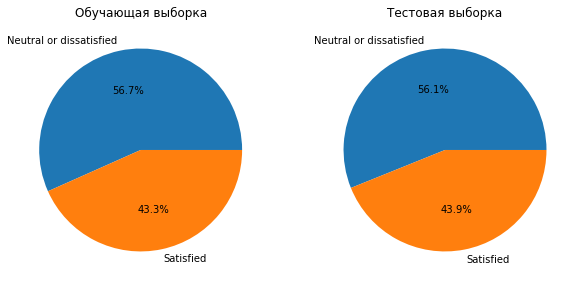 Обучающая выборка
Neutral or dissatisfied
56.7%
43.3%
Satisfied
Тестовая выборка
Neutral or dissatisfied
56.1%
43.9%
Satisfied